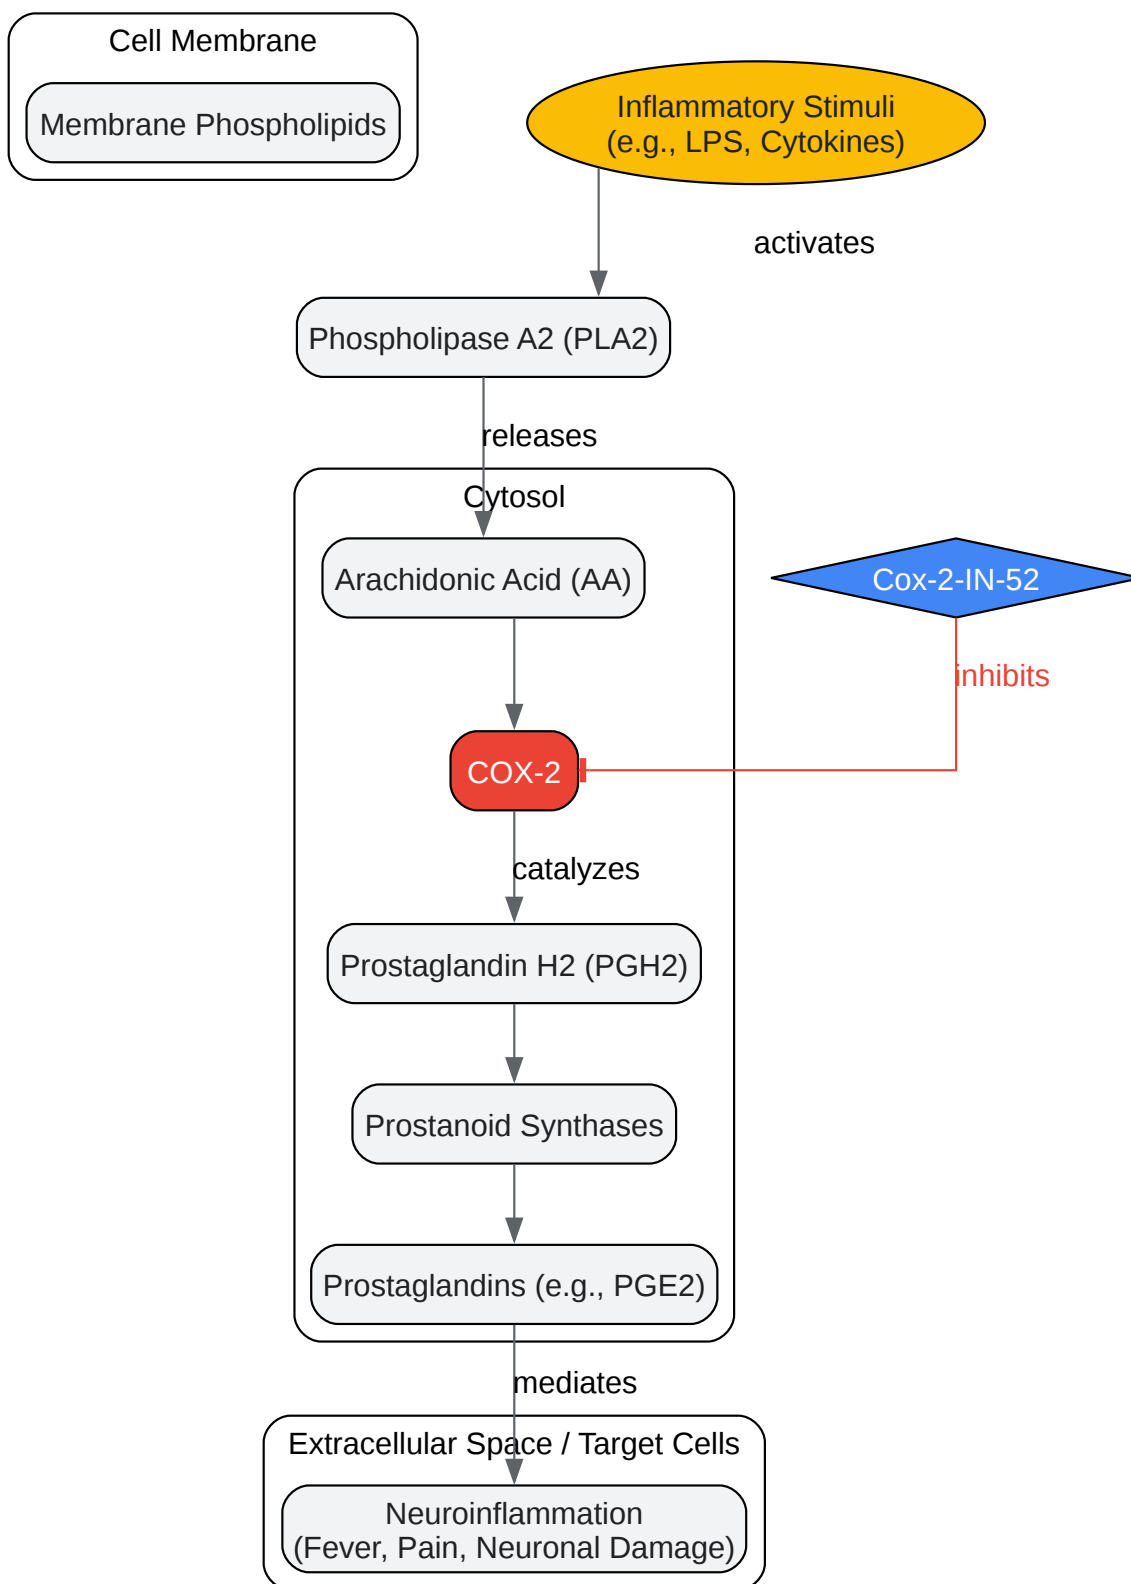 Cell Membrane
Membrane Phospholipids
Inflammatory Stimuli
(e.g., LPS, Cytokines)
activates
Phospholipase A2 (PLA2)
releases
Cytosol
Arachidonic Acid (AA)
Cox-2-IN-52
inhibits
COX-2
catalyzes
Prostaglandin H2 (PGH2)
Prostanoid Synthases
Prostaglandins (e.g., PGE2)
mediates
Extracellular Space / Target Cells
Neuroinflammation
(Fever, Pain, Neuronal Damage)